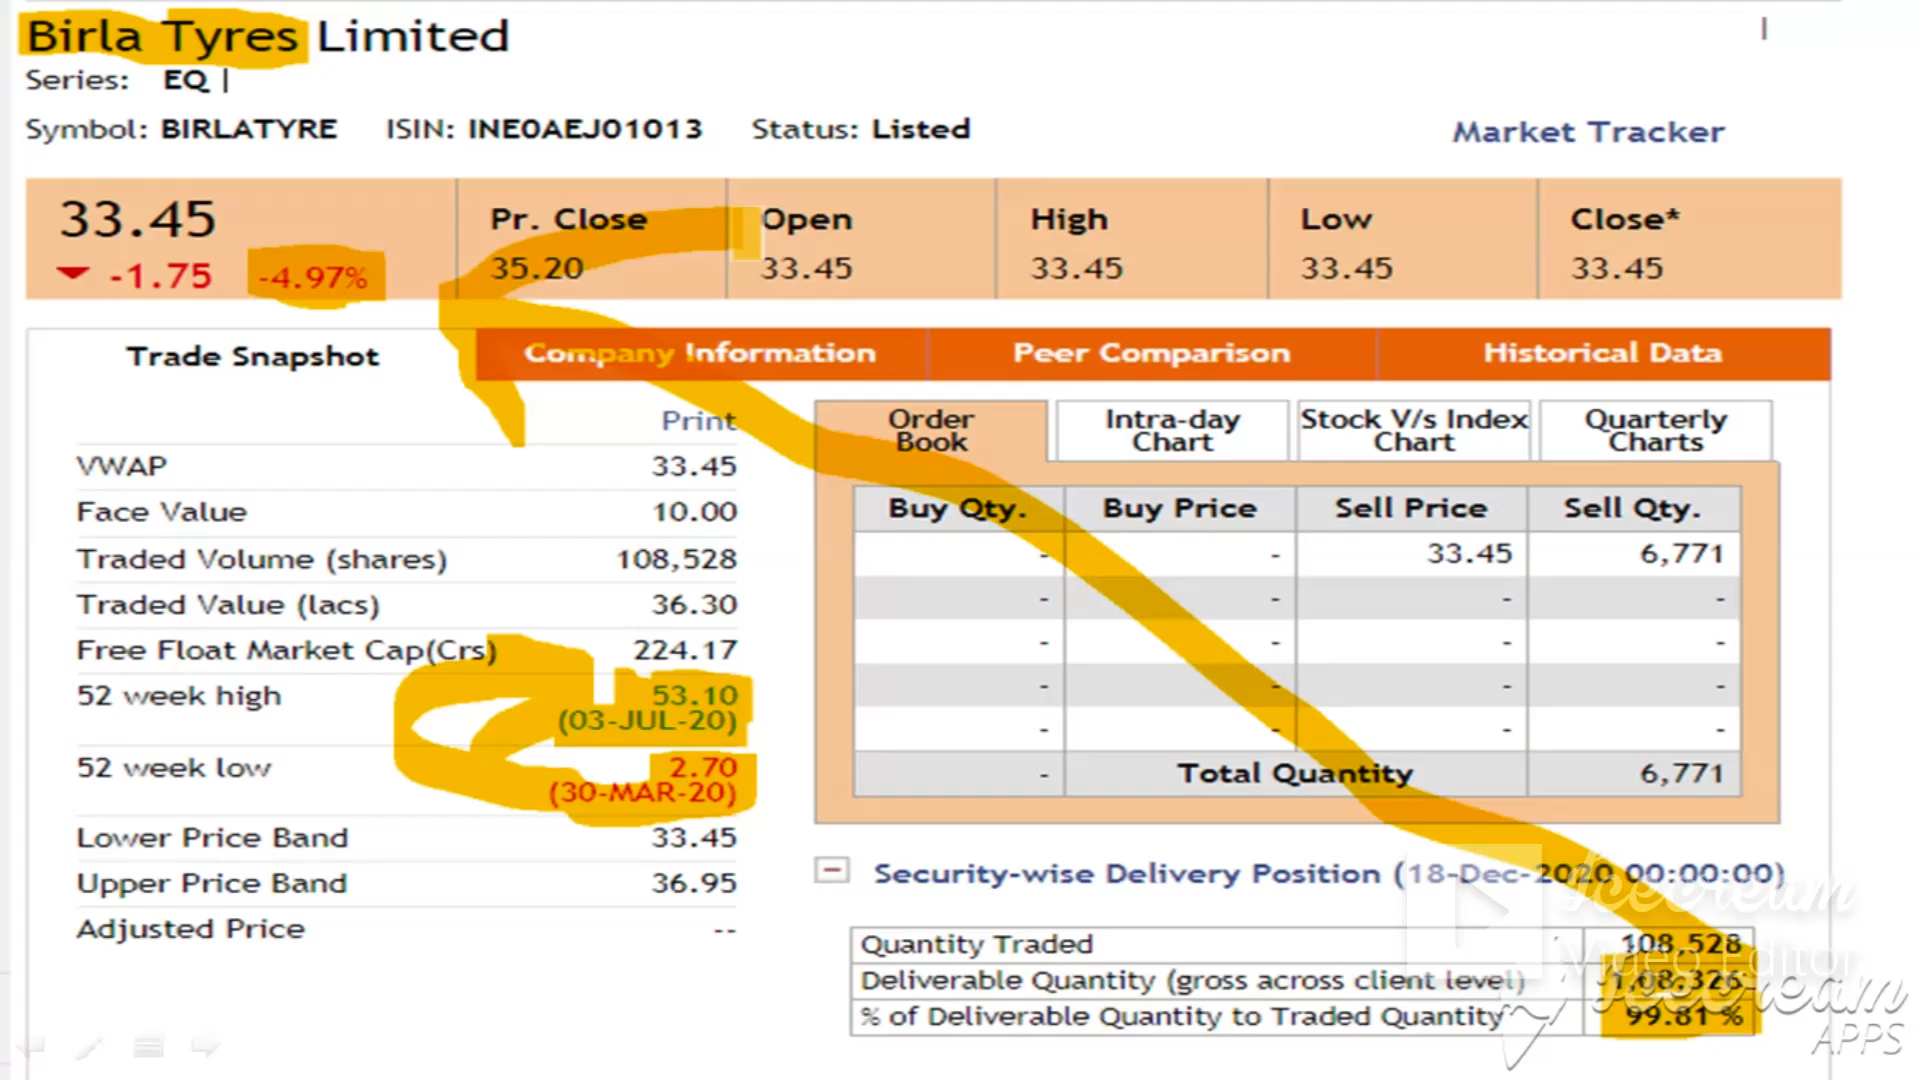 Birla Tyres Limited
Series: EQ |
Symbol: BIRLATYRE ISIN: INE0AEJ01013 Status: Listed
Market Tracker
33.45
-1.75 -4.97%
Pr. Close Open High Low Close*
35.20 33.45 33.45 33.45 33.45
Trade Snapshot Company Information Peer Comparison Historical Data
Print
VWAP 33.45
Face Value 10.00
Traded Volume (shares) 108,528
Traded Value (lacs) 36.30
Free Float Market Cap(Crs) 224.17
52 week high 53.10
(03-JUL-20)
52 week low 2.70
(30-MAR-20)
Lower Price Band 33.45
Upper Price Band 36.95
Adjusted Price --
Order Book Intra-day Chart Stock V/s Index Chart Quarterly Charts
Buy Qty. Buy Price Sell Price Sell Qty.
- - 33.45 6,771
- - - -
- - - -
- - - -
- - - -
- Total Quantity 6,771
Security-wise Delivery Position (18-Dec-2020 00:00:00)
Quantity Traded 108,528
Deliverable Quantity (gross across client level) 1,08,326
% of Deliverable Quantity to Traded Quantity 99.81 %
Icecream
Video Editor
Icecream
APPS